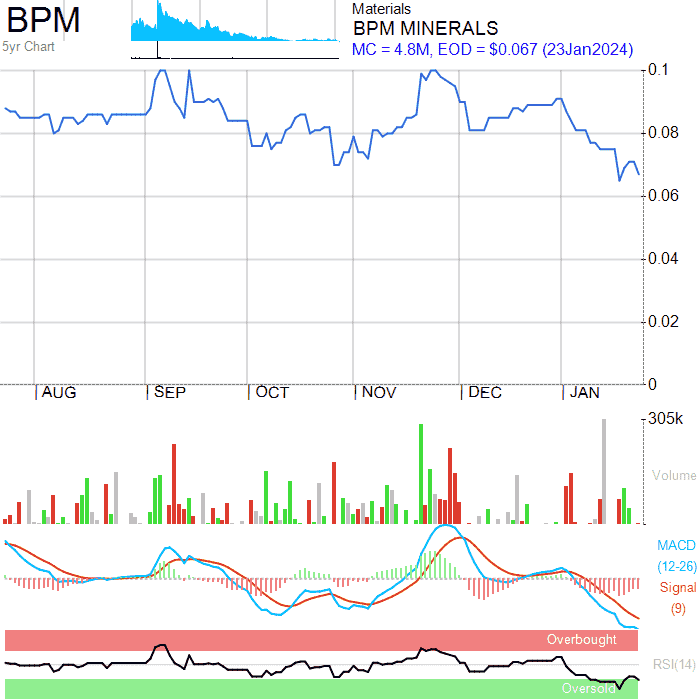 BPM
5yr Chart
Materials
BPM MINERALS
MC = 4.8M, EOD = $0.067 (23Jan2024)
0.1
0.08
0.06
0.04
0.02
0
AUG SEP OCT NOV DEC JAN
305k
Volume
MACD
(12-26)
Signal
(9)
Overbought
RSI(14)
Oversold